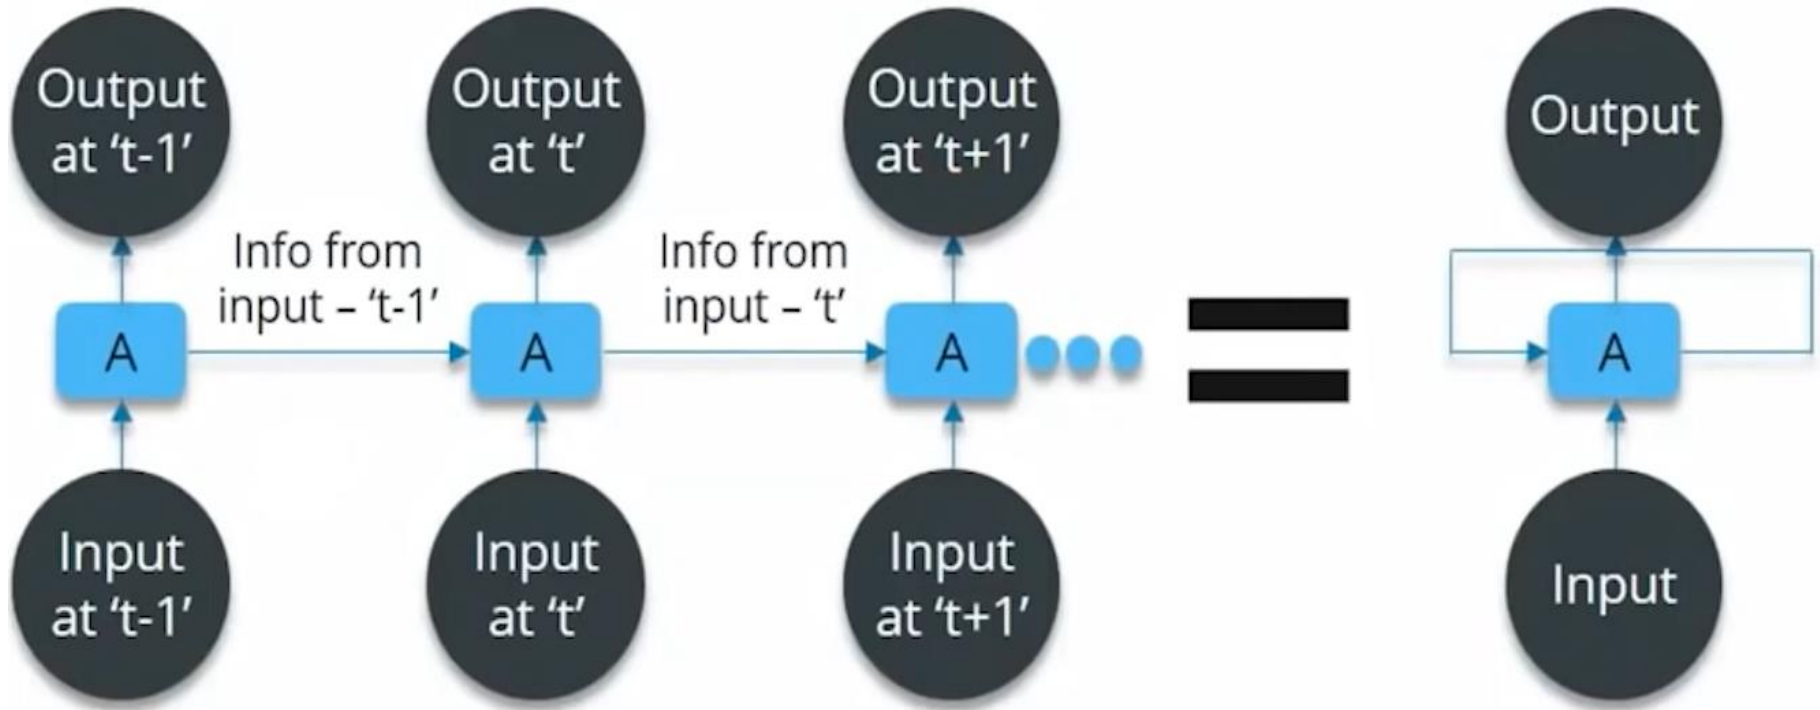 Output
at ‘t-1’
Output
at ‘t’
Output
at ‘t+1’
Output
Info from
input – ‘t-1’
Info from
input – ‘t’
A
A
A
A
Input
at ‘t-1’
Input
at ‘t’
Input
at ‘t+1’
Input